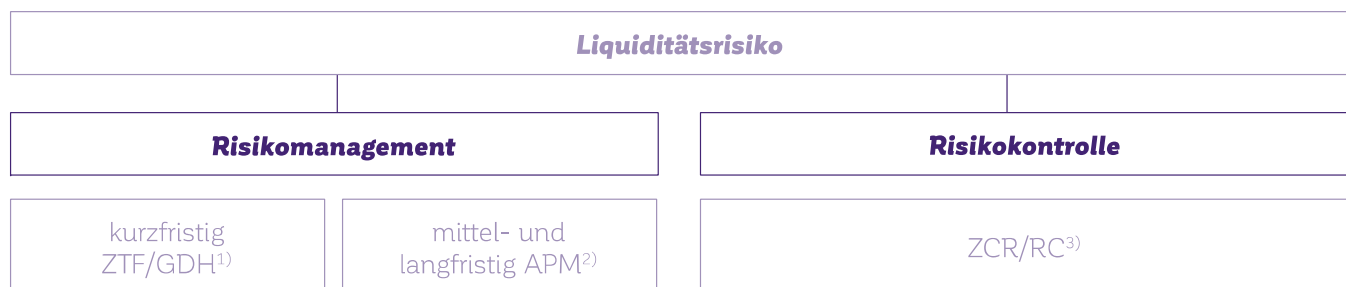 Liquiditätsrisiko
Risikomanagement
Risikokontrolle
kurzfristig
ZTF/GDH1)
mittel- und
langfristig APM2)
ZCR/RC3)